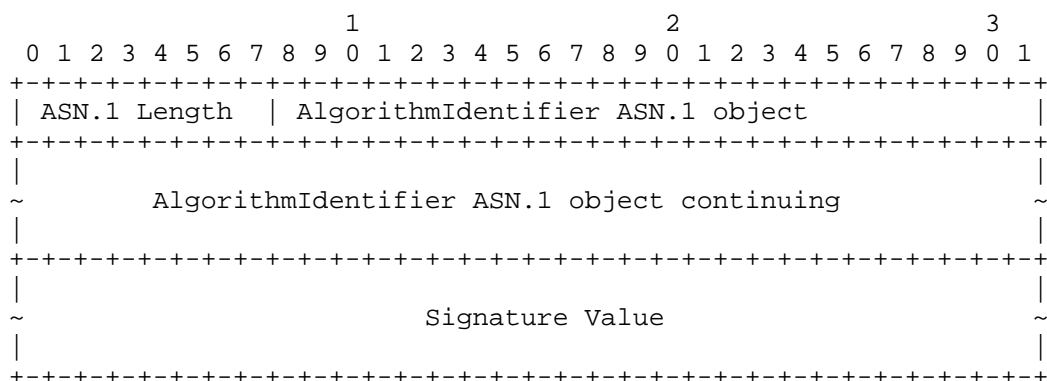 1                   2                   3
 0 1 2 3 4 5 6 7 8 9 0 1 2 3 4 5 6 7 8 9 0 1 2 3 4 5 6 7 8 9 0 1
+-+-+-+-+-+-+-+-+-+-+-+-+-+-+-+-+-+-+-+-+-+-+-+-+-+-+-+-+-+-+-+-+
| ASN.1 Length  | AlgorithmIdentifier ASN.1 object              |
+-+-+-+-+-+-+-+-+-+-+-+-+-+-+-+-+-+-+-+-+-+-+-+-+-+-+-+-+-+-+-+-+
|                                                               |
~        AlgorithmIdentifier ASN.1 object continuing            ~
|                                                               |
+-+-+-+-+-+-+-+-+-+-+-+-+-+-+-+-+-+-+-+-+-+-+-+-+-+-+-+-+-+-+-+-+
|                                                               |
~                         Signature Value                       ~
|                                                               |
+-+-+-+-+-+-+-+-+-+-+-+-+-+-+-+-+-+-+-+-+-+-+-+-+-+-+-+-+-+-+-+-+